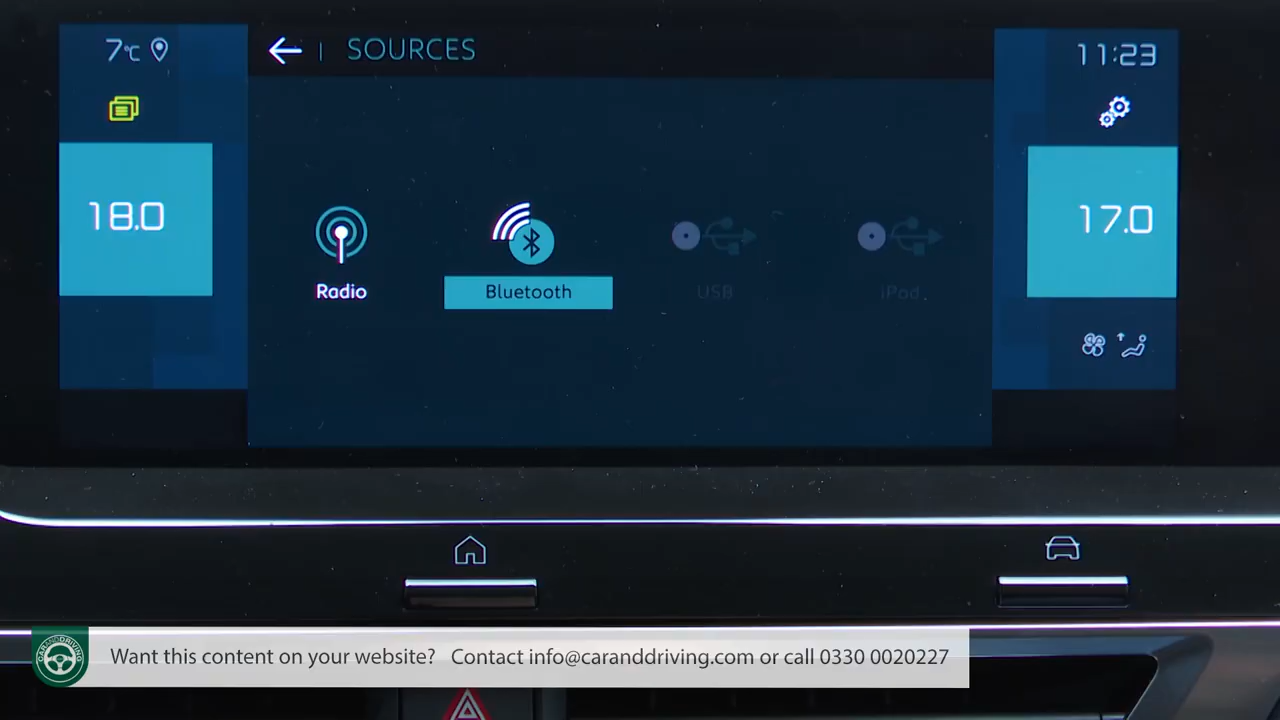 7°C
SOURCES
11:23
18.0
17.0
Radio
Bluetooth
USB
iPod
CARANDDRIVING
Want this content on your website? Contact info@caranddriving.com or call 0330 0020227